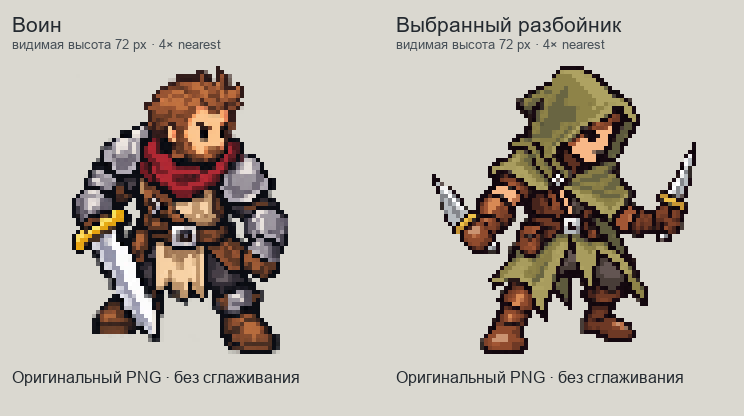 Воин
видимая высота 72 px · 4× nearest
Оригинальный PNG · без сглаживания
Выбранный разбойник
видимая высота 72 px · 4× nearest
Оригинальный PNG · без сглаживания